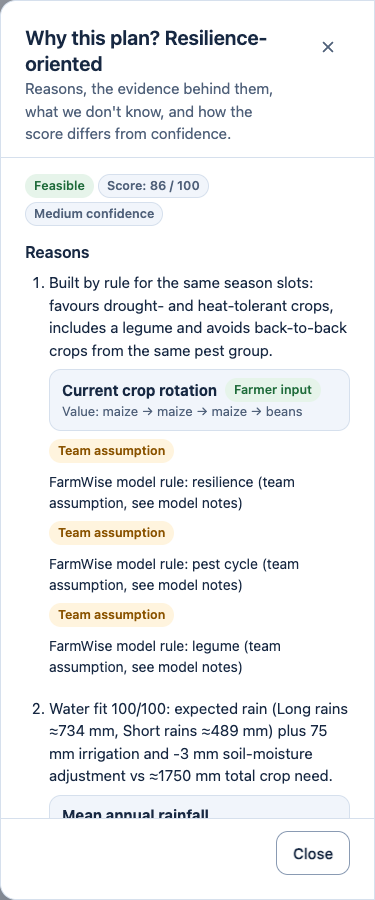 Why this plan? Resilience-
oriented
Reasons, the evidence behind them,
what we don't know, and how the
score differs from confidence.
Feasible
Score: 86 / 100
Medium confidence
Reasons
1. Built by rule for the same season slots:
favours drought- and heat-tolerant crops,
includes a legume and avoids back-to-back
crops from the same pest group.
Current crop rotation
Farmer input
Value: maize → maize → maize → beans
Team assumption
FarmWise model rule: resilience (team
assumption, see model notes)
Team assumption
FarmWise model rule: pest cycle (team
assumption, see model notes)
Team assumption
FarmWise model rule: legume (team
assumption, see model notes)
2. Water fit 100/100: expected rain (Long rains
≈734 mm, Short rains ≈489 mm) plus 75
mm irrigation and -3 mm soil-moisture
adjustment vs ≈1750 mm total crop need.
Mean annual rainfall
Close